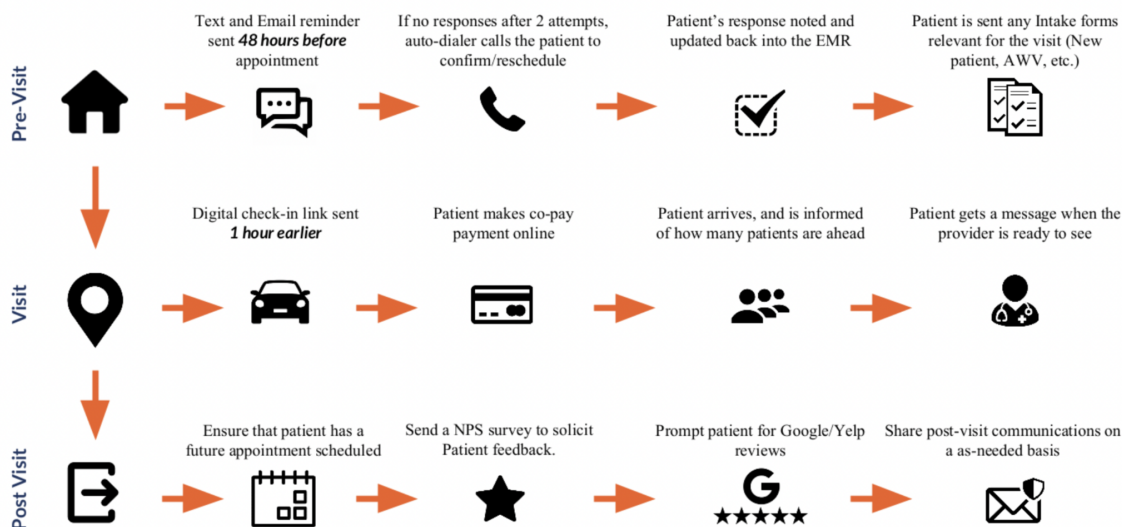 Pre-Visit
Text and Email reminder
sent 48 hours before
appointment
If no responses after 2 attempts,
auto-dialer calls the patient to
confirm/reschedule
Patient's response noted and
updated back into the EMR
Patient is sent any Intake forms
relevant for the visit (New
patient, AWV, etc.)
Visit
Digital check-in link sent
1 hour earlier
Patient makes co-pay
payment online
Patient arrives, and is informed
of how many patients are ahead
Patient gets a message when the
provider is ready to see
Post Visit
Ensure that patient has a
future appointment scheduled
Send a NPS survey to solicit
Patient feedback.
Prompt patient for Google/Yelp
reviews
G
Share post-visit communications on
a as-needed basis